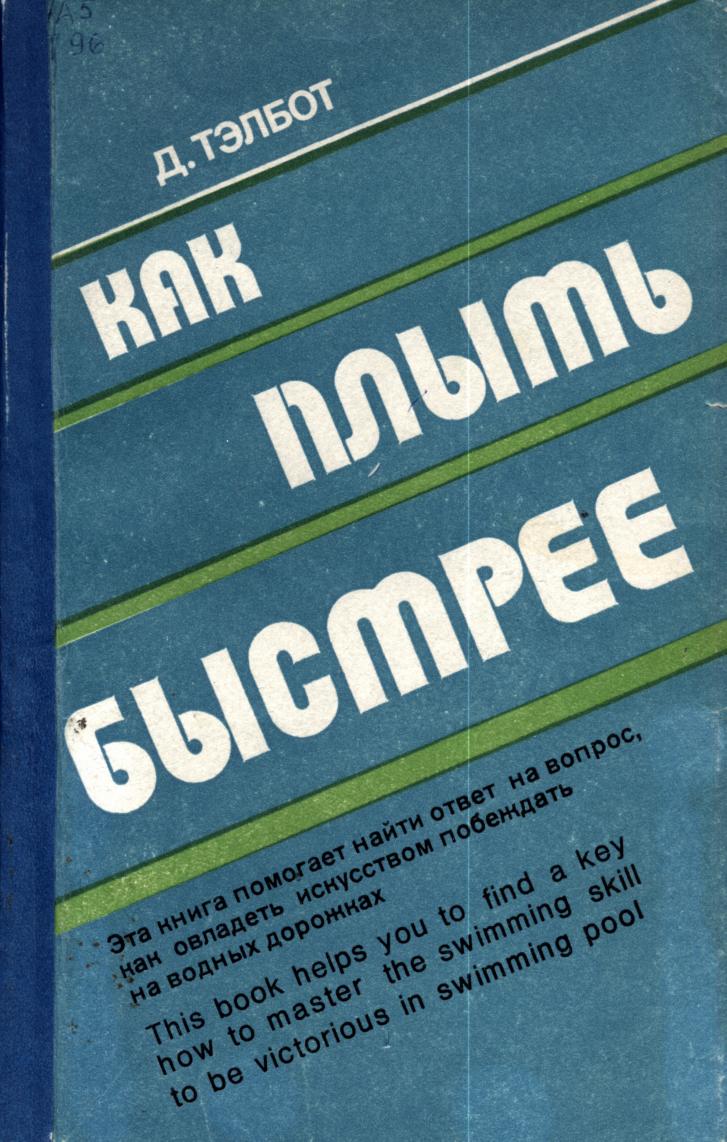 96
Д. ТЭЛБОТ
КАК
ПЛЫТЬ
БЫСТРЕЕ
Эта книга помогает найти ответ на вопрос,
как овладеть искусством побеждать
на водных дорожках
This book helps you to find a key
how to master the swimming skill
to be victorious in swimming pool